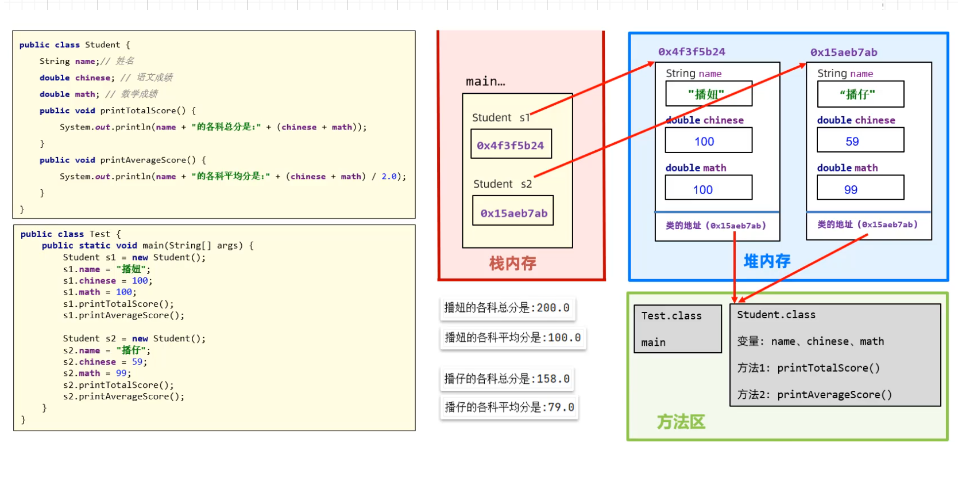 public class Student {
String name;// 姓名
double chinese; // 语文成绩
double math; // 数学成绩
public void printTotalScore() {
System.out.println(name + "的各科总分是:" + (chinese + math));
}
public void printAverageScore() {
System.out.println(name + "的各科平均分是:" + (chinese + math) / 2.0);
}
}
public class Test {
public static void main(String[] args) {
Student s1 = new Student();
s1.name = "播妞";
s1.chinese = 100;
s1.math = 100;
s1.printTotalScore();
s1.printAverageScore();
Student s2 = new Student();
s2.name = "播仔";
s2.chinese = 59;
s2.math = 99;
s2.printTotalScore();
s2.printAverageScore();
}
}
main…
Student s1
0x4f3f5b24
Student s2
0x15aeb7ab
栈内存
播妞的各科总分是:200.0
播妞的各科平均分是:100.0
播仔的各科总分是:158.0
播仔的各科平均分是:79.0
0x4f3f5b24
String name
"播妞"
double chinese
100
double math
100
类的地址（0x15aeb7ab）
0x15aeb7ab
String name
“播仔”
double chinese
59
double math
99
类的地址（0x15aeb7ab）
堆内存
Test.class
main
Student.class
变量: name、chinese、math
方法1: printTotalScore()
方法2: printAverageScore()
方法区